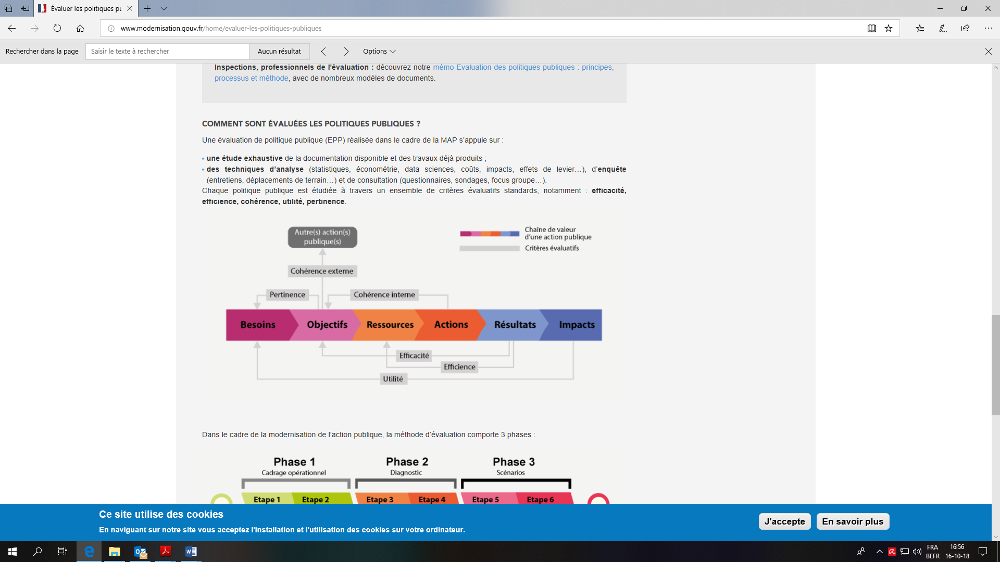 Évaluer les politiques pu
www.modernisation.gouv.fr/home/evaluer-les-politiques-publiques
Rechercher dans la page
Saisir le texte à rechercher
Aucun résultat
Options
Inspections, professionnels de l'évaluation : découvrez notre mémo Evaluation des politiques publiques : principes,
processus et méthode, avec de nombreux modèles de documents.
COMMENT SONT ÉVALUÉES LES POLITIQUES PUBLIQUES ?
Une évaluation de politique publique (EPP) réalisée dans le cadre de la MAP s’appuie sur :
▪ une étude exhaustive de la documentation disponible et des travaux déjà produits ;
▪ des techniques d’analyse (statistiques, économétrie, data sciences, coûts, impacts, effets de levier…), d’enquête
(entretiens, déplacements de terrain…) et de consultation (questionnaires, sondages, focus groupe…).
Chaque politique publique est étudiée à travers un ensemble de critères évaluatifs standards, notamment : efficacité,
efficience, cohérence, utilité, pertinence.
Autre(s) action(s)
publique(s)
Chaîne de valeur
d’une action publique
Critères évaluatifs
Cohérence externe
Pertinence
Cohérence interne
Besoins
Objectifs
Ressources
Actions
Résultats
Impacts
Efficacité
Efficience
Utilité
Dans le cadre de la modernisation de l’action publique, la méthode d’évaluation comporte 3 phases :
Phase 1
Cadrage opérationnel
Phase 2
Diagnostic
Phase 3
Scénarios
Etape 1
Etape 2
Etape 3
Etape 4
Etape 5
Etape 6
Ce site utilise des cookies
En naviguant sur notre site vous acceptez l'installation et l'utilisation des cookies sur votre ordinateur.
J'accepte
En savoir plus
FRA
BEFR
16:56
16-10-18